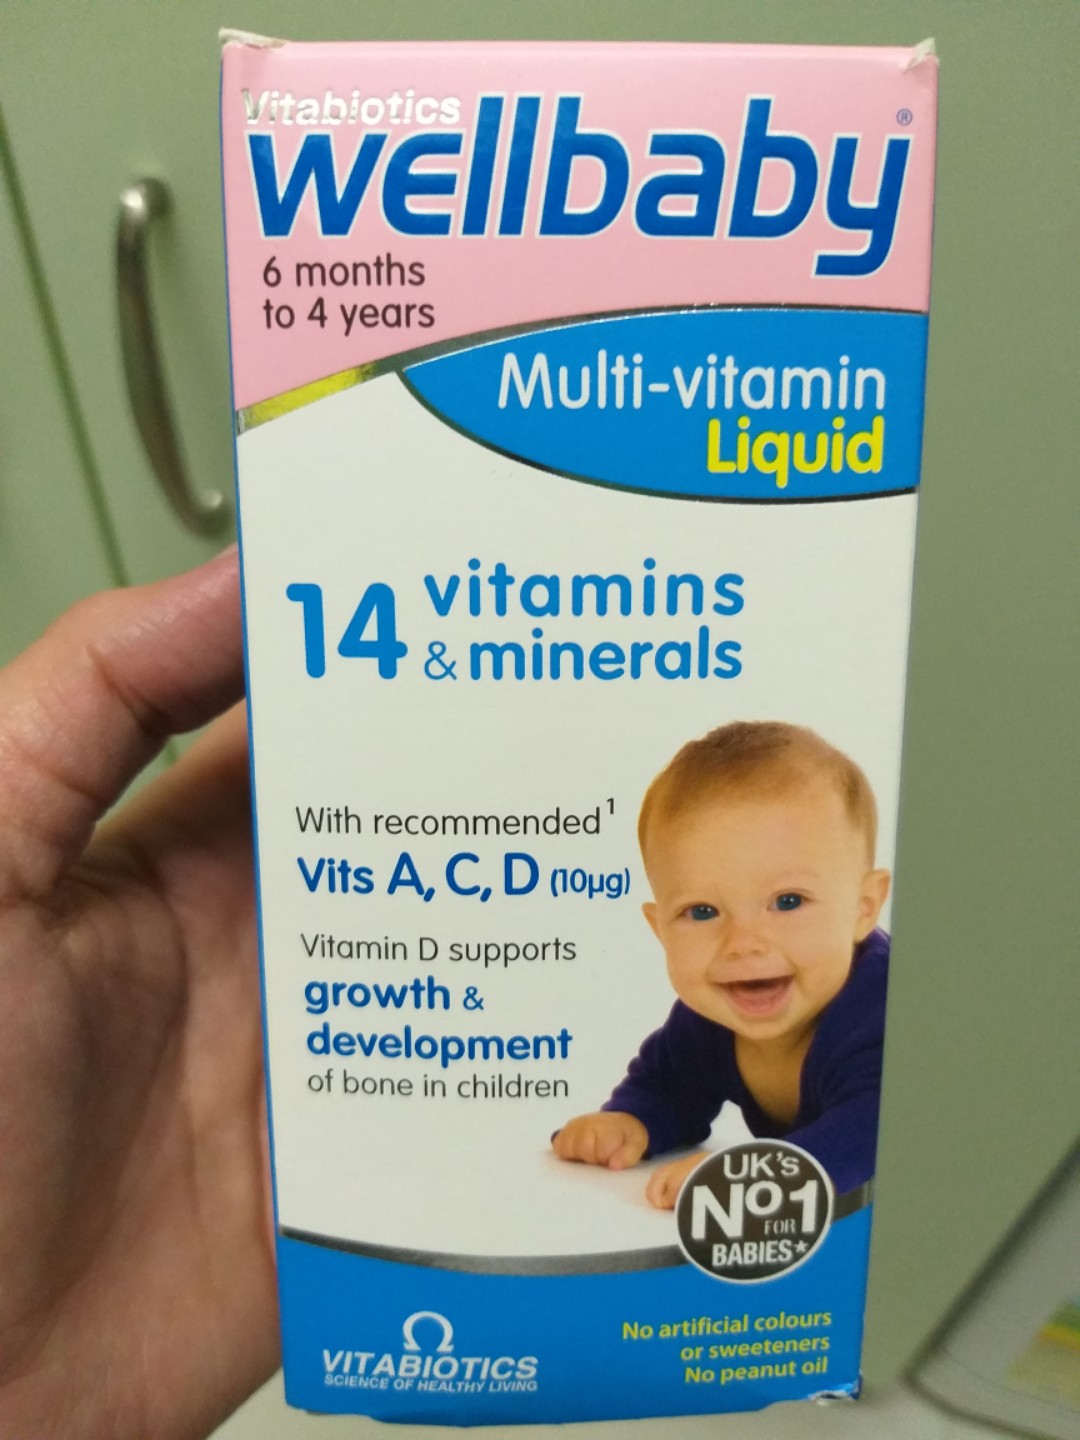 Vitabiotics
wellbaby®
6 months
to 4 years
Multi-vitamin
Liquid
14 vitamins
& minerals
With recommended¹
Vits A, C, D (10µg)
Vitamin D supports
growth &
development
of bone in children
UK's
No1
FOR
BABIES*
VITABIOTICS
SCIENCE OF HEALTHY LIVING
No artificial colours
or sweeteners
No peanut oil